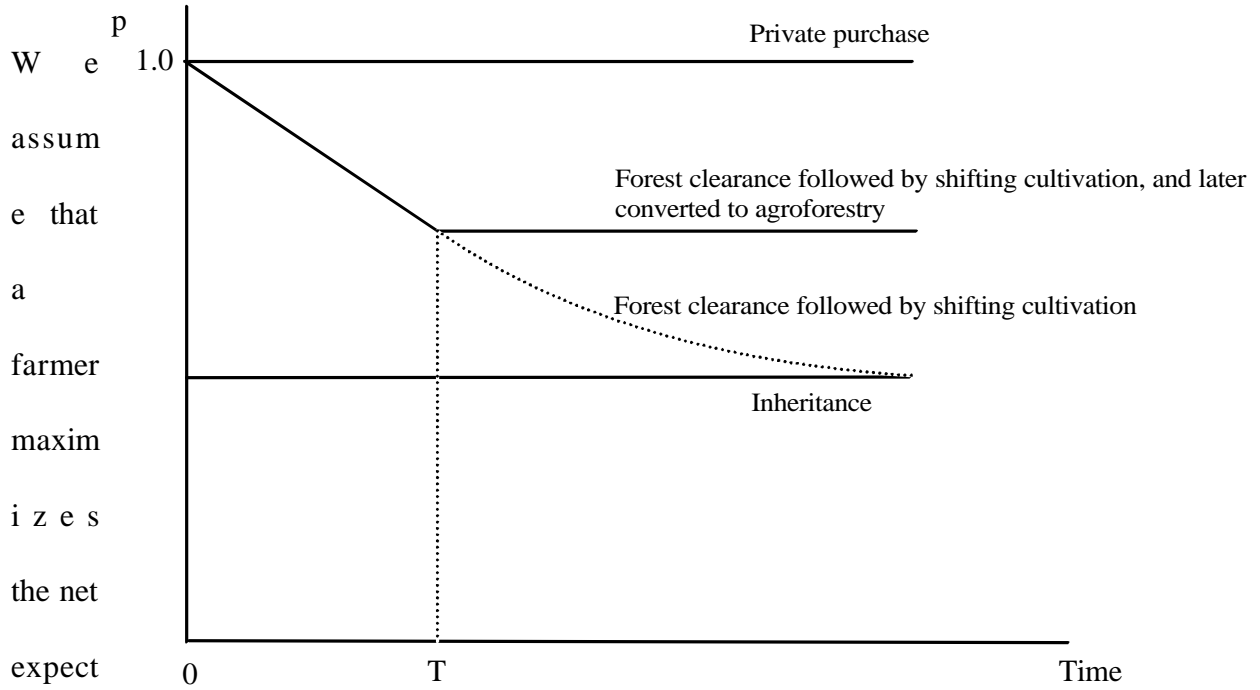 p
Private purchase
W e
1.0
assum
Forest clearance followed by shifting cultivation, and later
converted to agroforestry
e that
a
Forest clearance followed by shifting cultivation
farmer
Inheritance
maxim
i z e s
the net
expect
0
T
Time